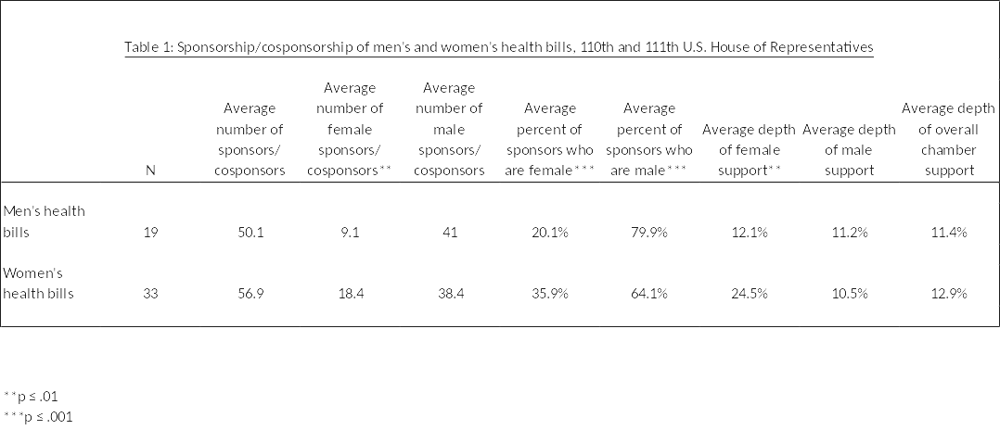 Table 1: Sponsorship/cosponsorship of men's and women's health bills, 110th and 111th U.S. House of Representatives
N
Average number of sponsors/ cosponsors
Average number of female sponsors/ cosponsors**
Average number of male sponsors/ cosponsors
Average percent of sponsors who are female***
Average percent of sponsors who are male***
Average depth of female support**
Average depth of male support
Average depth of overall chamber support
Men's health bills 19 50.1 9.1 41 20.1% 79.9% 12.1% 11.2% 11.4%
Women's health bills 33 56.9 18.4 38.4 35.9% 64.1% 24.5% 10.5% 12.9%
**p ≤ .01
***p ≤ .001